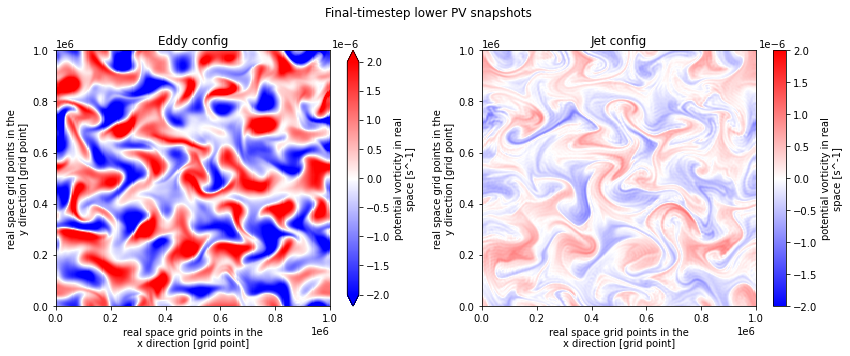 Final-timestep lower PV snapshots
Eddy config
1e6
1e−6
1.0
0.8
0.6
0.4
0.2
0.0
real space grid points in the
y direction [grid point]
0.0 0.2 0.4 0.6 0.8 1.0
1e6
real space grid points in the
x direction [grid point]
2.0
1.5
1.0
0.5
0.0
−0.5
−1.0
−1.5
−2.0
potential vorticity in real
space [s^-1]
Jet config
1e6
1e−6
1.0
0.8
0.6
0.4
0.2
0.0
real space grid points in the
y direction [grid point]
0.0 0.2 0.4 0.6 0.8 1.0
1e6
real space grid points in the
x direction [grid point]
2.0
1.5
1.0
0.5
0.0
−0.5
−1.0
−1.5
−2.0
potential vorticity in real
space [s^-1]